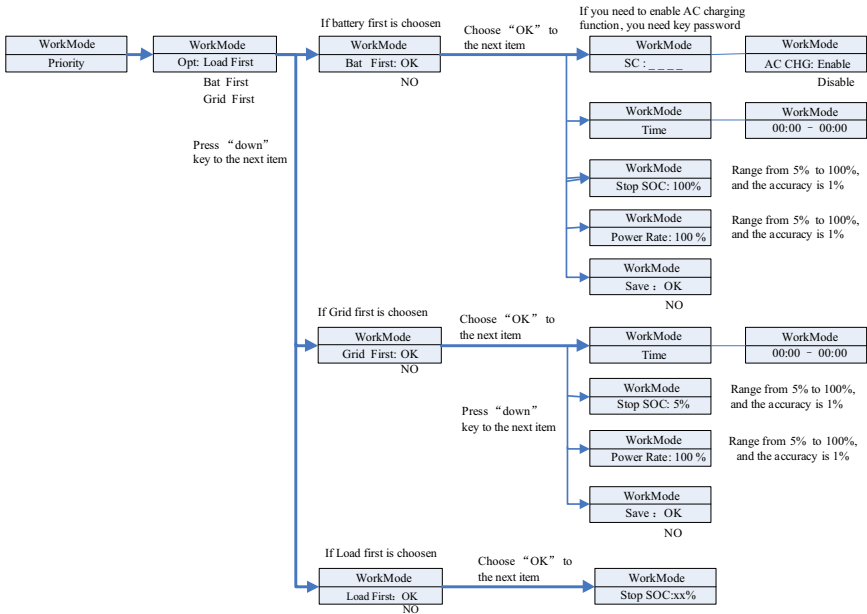 If you need to enable AC charging
function, you need key password
If battery first is choosen
Choose “OK” to
the next item
WorkMode
Priority
WorkMode
Opt: Load First
Bat First
Grid First
WorkMode
Bat First: OK
NO
WorkMode
SC : _ _ _ _
WorkMode
AC CHG: Enable
Disable
Press “down”
key to the next item
WorkMode
Time
WorkMode
00:00 - 00:00
WorkMode
Stop SOC: 100%
Range from 5% to 100%,
and the accuracy is 1%
WorkMode
Power Rate: 100 %
Range from 5% to 100%,
and the accuracy is 1%
WorkMode
Save : OK
NO
If Grid first is choosen
Choose “OK” to
the next item
WorkMode
Grid First: OK
NO
WorkMode
Time
WorkMode
00:00 - 00:00
Press “down”
key to the next item
WorkMode
Stop SOC: 5%
Range from 5% to 100%,
and the accuracy is 1%
WorkMode
Power Rate: 100 %
Range from 5% to 100%,
and the accuracy is 1%
WorkMode
Save : OK
NO
If Load first is choosen
Choose “OK” to
the next item
WorkMode
Load First: OK
NO
WorkMode
Stop SOC:xx%